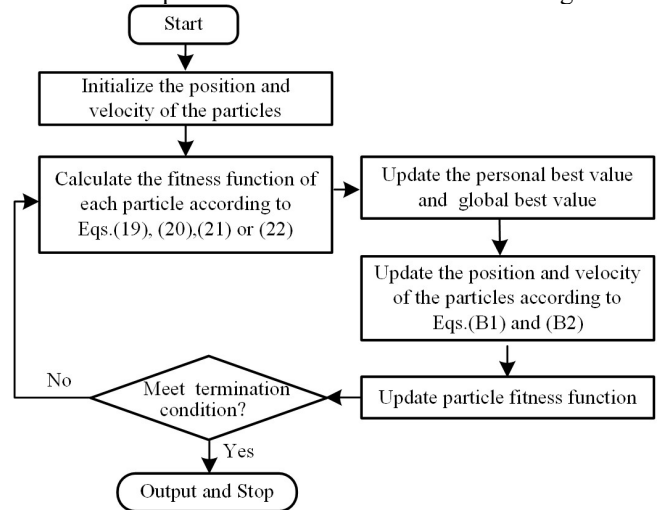 Start
Initialize the position and
velocity of the particles
Calculate the fitness function of
each particle according to
Eqs.(19), (20),(21) or (22)
Update the personal best value
and global best value
Update the position and velocity
of the particles according to
Eqs.(B1) and (B2)
Update particle fitness function
Meet termination
condition?
No
Yes
Output and Stop